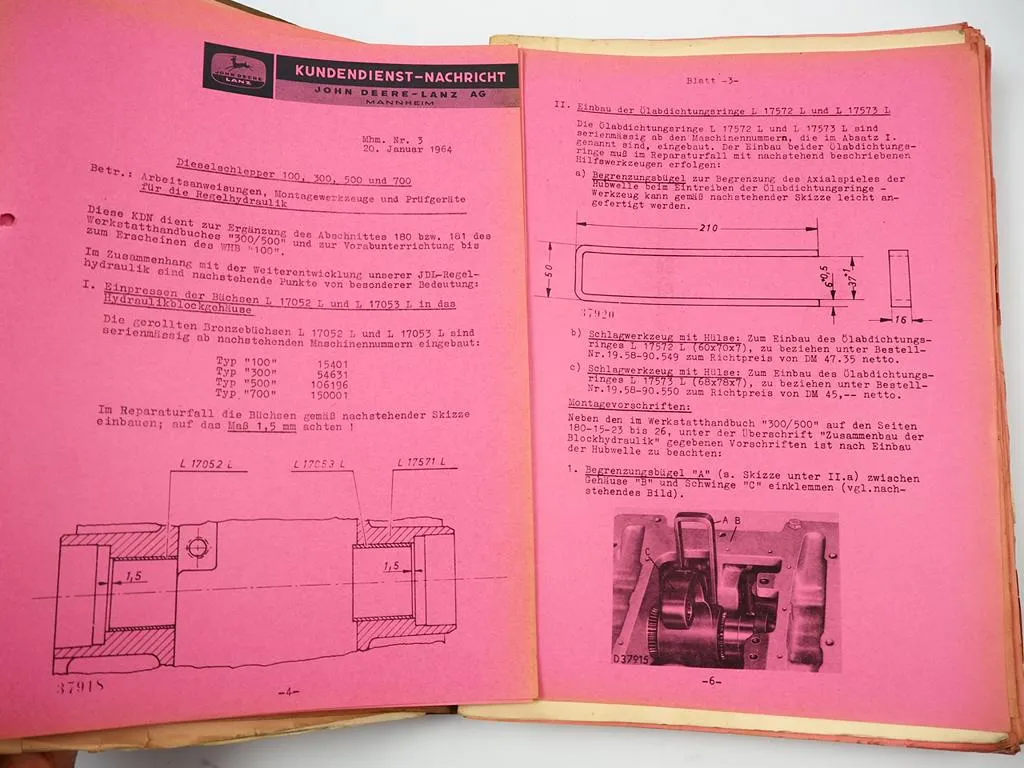 JOHN DEERE
LANZ
KUNDENDIENST-NACHRICHT
JOHN DEERE-LANZ AG
MANNHEIM
Mhm. Nr. 3
20. Januar 1964
Dieselschlepper 100, 300, 500 und 700
Betr.: Arbeitsanweisungen, Montagewerkzeuge und Prüfgeräte
für die Regelhydraulik
Diese KDN dient zur Ergänzung des Abschnittes 180 bzw. 181 des
Werkstatthandbuches "300/500" und zur Vorabunterrichtung bis
zum Erscheinen des WHB "100".
Im Zusammenhang mit der Weiterentwicklung unserer JDL-Regel-
hydraulik sind nachstehende Punkte von besonderer Bedeutung:
I. Einpressen der Büchsen L 17052 L und L 17053 L in das
Hydraulikblockgehäuse
Die gerollten Bronzebüchsen L 17052 L und L 17053 L sind
serienmässig ab nachstehenden Maschinennummern eingebaut:
Typ "100" 15401
Typ "300" 54631
Typ "500" 106196
Typ "700" 150001
Im Reparaturfall die Büchsen gemäß nachstehender Skizze
einbauen; auf das Maß 1,5 mm achten !
L 17052 L L 17053 L L 17571 L
1,5 1,5
37918
-4-
Blatt -3-
II. Einbau der Ölabdichtungsringe L 17572 L und L 17573 L
Die Ölabdichtungsringe L 17572 L und L 17573 L sind
serienmässig ab den Maschinennummern, die im Absatz I.
genannt sind, eingebaut. Der Einbau beider Ölabdichtungs-
ringe muß im Reparaturfall mit nachstehend beschriebenen
Hilfswerkzeugen erfolgen:
a) Begrenzungsbügel zur Begrenzung des Axialspieles der
Hubwelle beim Eintreiben der Ölabdichtungsringe -
Werkzeug kann gemäß nachstehender Skizze leicht an-
gefertigt werden.
210
50
6±0,5
37+1
16
37920
b) Schlagwerkzeug mit Hülse: Zum Einbau des Ölabdichtungs-
ringes L 17572 L (60x70x7), zu beziehen unter Bestell-
Nr.19.58-90.549 zum Richtpreis von DM 47.35 netto.
c) Schlagwerkzeug mit Hülse: Zum Einbau des Ölabdichtungs-
ringes L 17573 L (68x78x7), zu beziehen unter Bestell-
Nr.19.58-90.550 zum Richtpreis von DM 45,-- netto.
Montagevorschriften:
Neben den im Werkstatthandbuch "300/500" auf den Seiten
180-15-23 bis 26, unter der Überschrift "Zusammenbau der
Blockhydraulik" gegebenen Vorschriften ist nach Einbau
der Hubwelle zu beachten:
1. Begrenzungsbügel "A" (s. Skizze unter II.a) zwischen
Gehäuse "B" und Schwinge "C" einklemmen (vgl.nach-
stehendes Bild).
A B
C
D37915
-6-